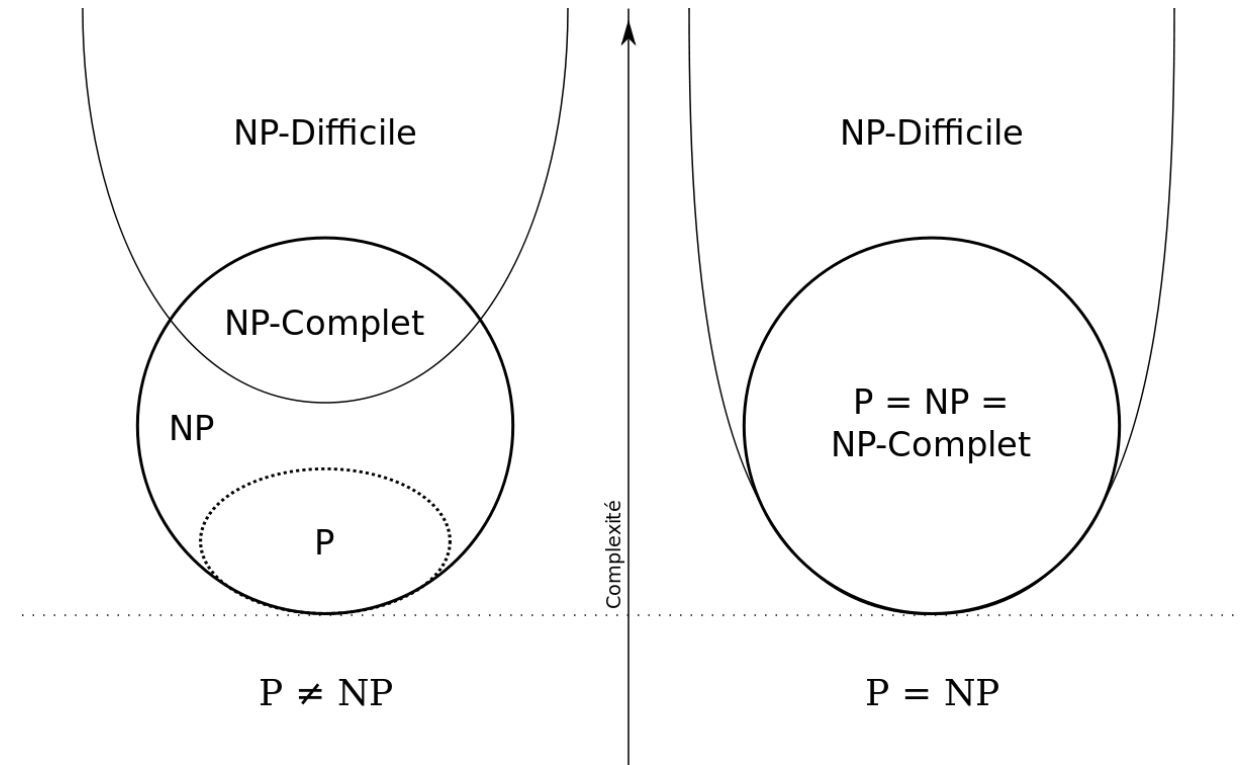 NP-Difficile
NP-Complet
NP
P
P ≠ NP
Complexité
NP-Difficile
P = NP =
NP-Complet
P = NP